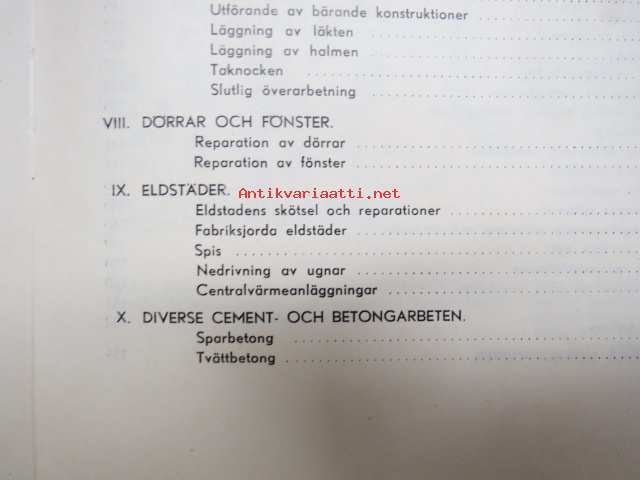 Utförande av bärande konstruktioner
Läggning av läkten
Läggning av halmen
Taknocken
Slutlig överarbetning
VIII. DÖRRAR OCH FÖNSTER.
Reparation av dörrar
Reparation av fönster
IX. ELDSTÄDER.
Antikvariaatti.net
Eldstadens skötsel och reparationer
Fabriksjorda eldstäder
Spis
Nedrivning av ugnar
Centralvärmeanläggningar
X. DIVERSE CEMENT- OCH BETONGARBETEN.
Sparbetong
Tvättbetong